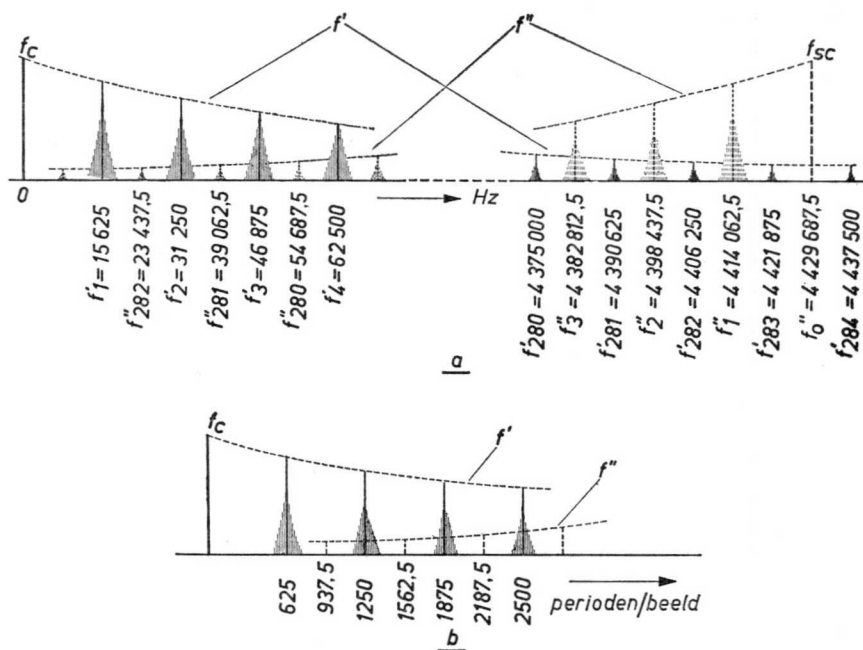 f' f"
fc fsc
0 Hz
f'1=15 625
f"282=23 437,5
f'2=31 250
f"281=39 062,5
f'3=46 875
f"280=54 687,5
f'4=62 500
f'280=4 375 000
f"3=4 382 812,5
f'281=4 390 625
f"2=4 398 437,5
f'282=4 406 250
f"1=4 414 062,5
f'283=4 421 875
fo"=4 429 687,5
f'284=4 437 500
a
fc
f'
f"
625
937,5
1250
1562,5
1875
2187,5
2500
perioden/beeld
b